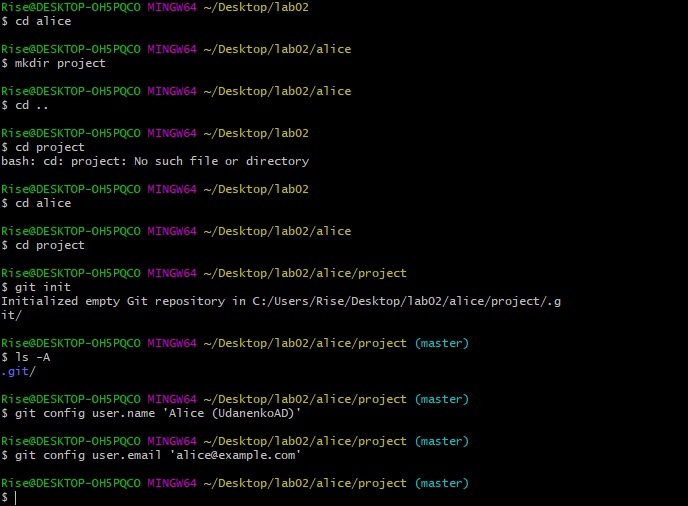 Rise@DESKTOP-OH5PQCO MINGW64 ~/Desktop/lab02
$ cd alice
Rise@DESKTOP-OH5PQCO MINGW64 ~/Desktop/lab02/alice
$ mkdir project
Rise@DESKTOP-OH5PQCO MINGW64 ~/Desktop/lab02/alice
$ cd ..
Rise@DESKTOP-OH5PQCO MINGW64 ~/Desktop/lab02
$ cd project
bash: cd: project: No such file or directory
Rise@DESKTOP-OH5PQCO MINGW64 ~/Desktop/lab02
$ cd alice
Rise@DESKTOP-OH5PQCO MINGW64 ~/Desktop/lab02/alice
$ cd project
Rise@DESKTOP-OH5PQCO MINGW64 ~/Desktop/lab02/alice/project
$ git init
Initialized empty Git repository in C:/Users/Rise/Desktop/lab02/alice/project/.g
it/
Rise@DESKTOP-OH5PQCO MINGW64 ~/Desktop/lab02/alice/project (master)
$ ls -A
.git/
Rise@DESKTOP-OH5PQCO MINGW64 ~/Desktop/lab02/alice/project (master)
$ git config user.name 'Alice (UdanenkoAD)'
Rise@DESKTOP-OH5PQCO MINGW64 ~/Desktop/lab02/alice/project (master)
$ git config user.email 'alice@example.com'
Rise@DESKTOP-OH5PQCO MINGW64 ~/Desktop/lab02/alice/project (master)
$